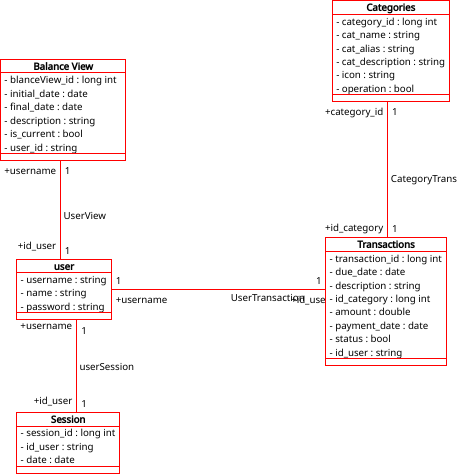 Categories
- category_id : long int
- cat_name : string
- cat_alias : string
- cat_description : string
- icon : string
- operation : bool
Balance View
- blanceView_id : long int
- initial_date : date
- final_date : date
- description : string
- is_current : bool
- user_id : string
+category_id 1
+username 1
CategoryTrans
UserView
+id_category 1
+id_user 1
Transactions
- transaction_id : long int
- due_date : date
- description : string
- id_category : long int
- amount : double
- payment_date : date
- status : bool
- id_user : string
user
- username : string
- name : string
- password : string
1 1
+username UserTransaction +id_user
+username 1
userSession
+id_user 1
Session
- session_id : long int
- id_user : string
- date : date